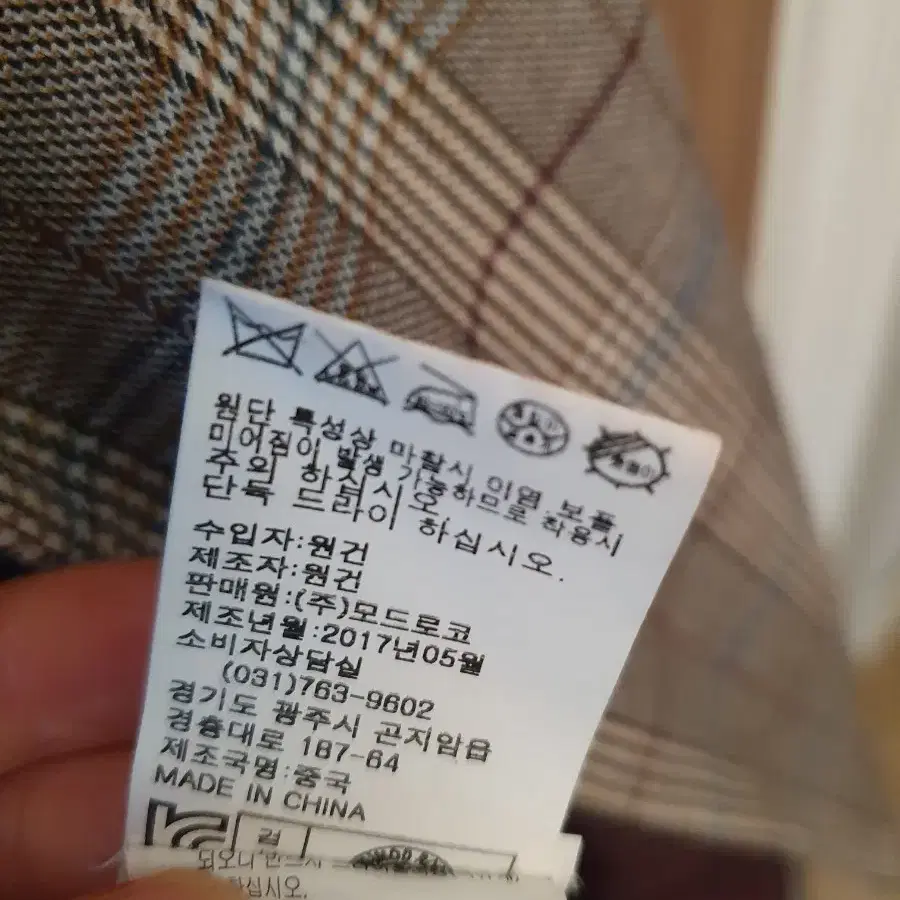 원단 특성상 마찰시 이염,보풀,
미어짐이 발생 가능하므로 착용시
주의 하십시오.
단독 드라이 하십시오.
수입자:원건
제조자:원건
판매원:(주)모드로코
제조년월:2017년05월
소비자상담실
(031)763-9602
경기도 광주시 곤지암읍
경충대로 187-64
제조국명:중국
MADE IN CHINA
하십시오.